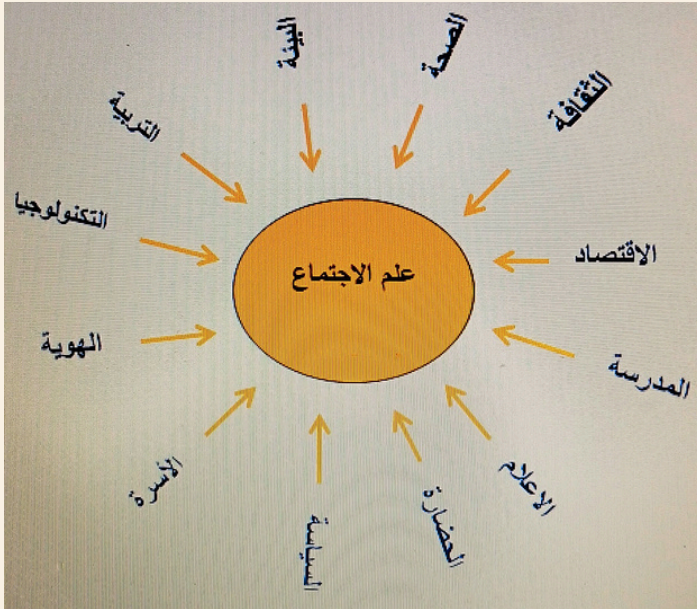 البيئة
الصحة
الثقافة
التربية
التكنولوجيا
الاقتصاد
علم الاجتماع
الهوية
المدرسة
الأسرة
السياسة
الحضارة
الاعلام